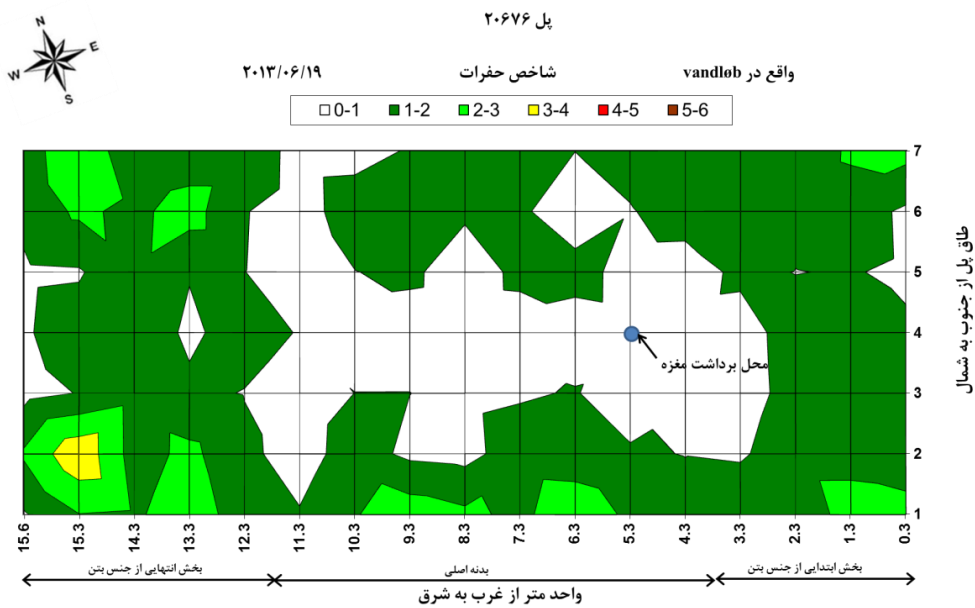 پل ۲۰۶۷۶
N
E
W
S
واقع در vandløb شاخص حفرات ۲۰۱۳/۰۶/۱۹
0-1 1-2 2-3 3-4 4-5 5-6
7
6
5
4
3
2
1
طاق پل از جنوب به شمال
محل برداشت مغزه
15.6 15.3 14.3 13.3 12.3 11.3 10.3 9.3 8.3 7.3 6.3 5.3 4.3 3.3 2.3 1.3 0.3
بخش ابتدایی از جنس بتن بدنه اصلی بخش انتهایی از جنس بتن
واحد متر از غرب به شرق